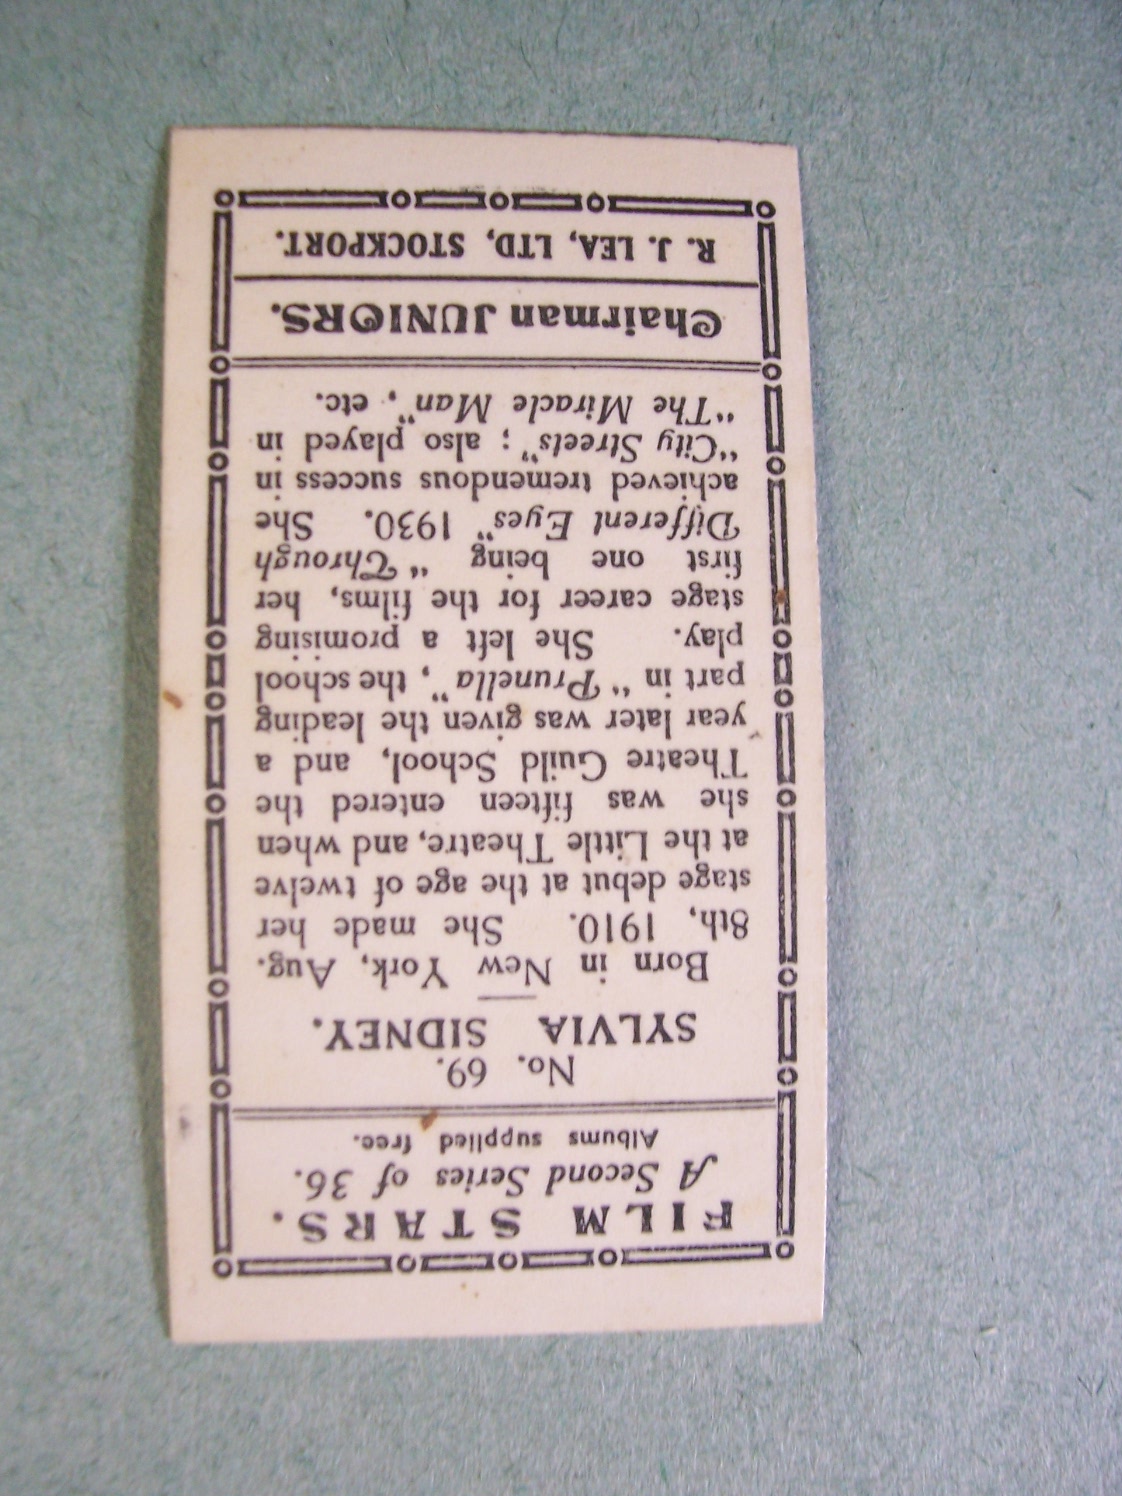 FILM STARS.
A Second Series of 36.
Albums supplied free.
No. 69.
SYLVIA SIDNEY.
Born in New York, Aug.
8th, 1910. She made her
stage debut at the age of twelve
at the Little Theatre, and when
she was fifteen entered the
Theatre Guild School, and a
year later was given the leading
part in "Prunella", the school
play. She left a promising
stage career for the films, her
first one being "Through
Different Eyes" 1930. She
achieved tremendous success in
"City Streets"; also played in
"The Miracle Man", etc.
Chairman JUNIORS.
R. J. LEA, LTD, STOCKPORT.